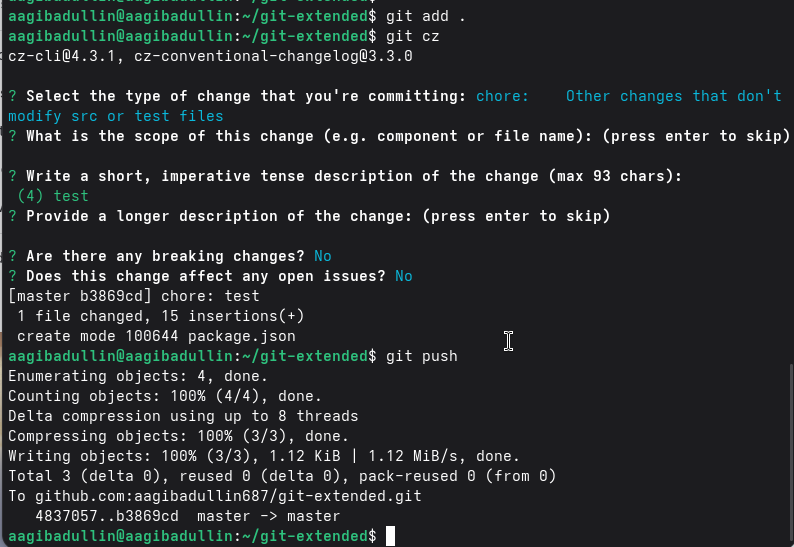 aagibadullin@aagibadullin:~/git-extended$ git add .
aagibadullin@aagibadullin:~/git-extended$ git cz
cz-cli@4.3.1, cz-conventional-changelog@3.3.0
? Select the type of change that you're committing: chore:    Other changes that don't
modify src or test files
? What is the scope of this change (e.g. component or file name): (press enter to skip)
? Write a short, imperative tense description of the change (max 93 chars):
 (4) test
? Provide a longer description of the change: (press enter to skip)
? Are there any breaking changes? No
? Does this change affect any open issues? No
[master b3869cd] chore: test
 1 file changed, 15 insertions(+)
 create mode 100644 package.json
aagibadullin@aagibadullin:~/git-extended$ git push
Enumerating objects: 4, done.
Counting objects: 100% (4/4), done.
Delta compression using up to 8 threads
Compressing objects: 100% (3/3), done.
Writing objects: 100% (3/3), 1.12 KiB | 1.12 MiB/s, done.
Total 3 (delta 0), reused 0 (delta 0), pack-reused 0 (from 0)
To github.com:aagibadullin687/git-extended.git
   4837057..b3869cd  master -> master
aagibadullin@aagibadullin:~/git-extended$